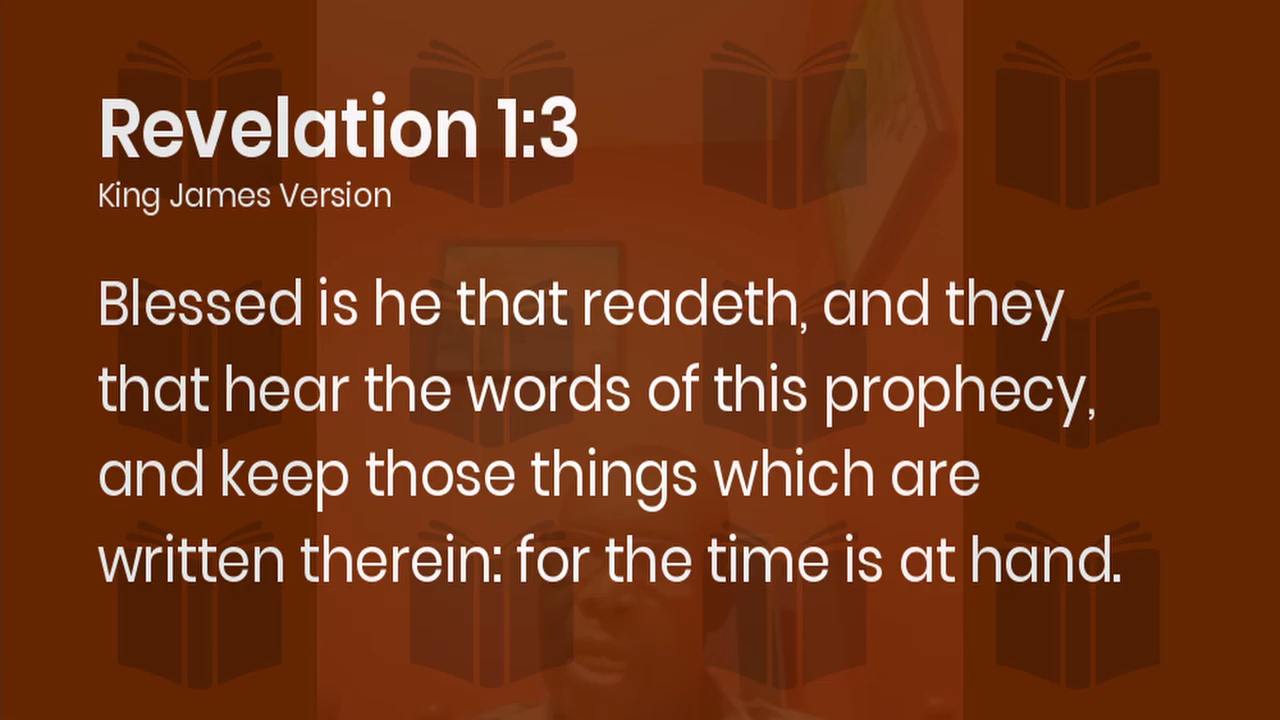 Revelation 1:3
King James Version
Blessed is he that readeth, and they
that hear the words of this prophecy,
and keep those things which are
written therein: for the time is at hand.